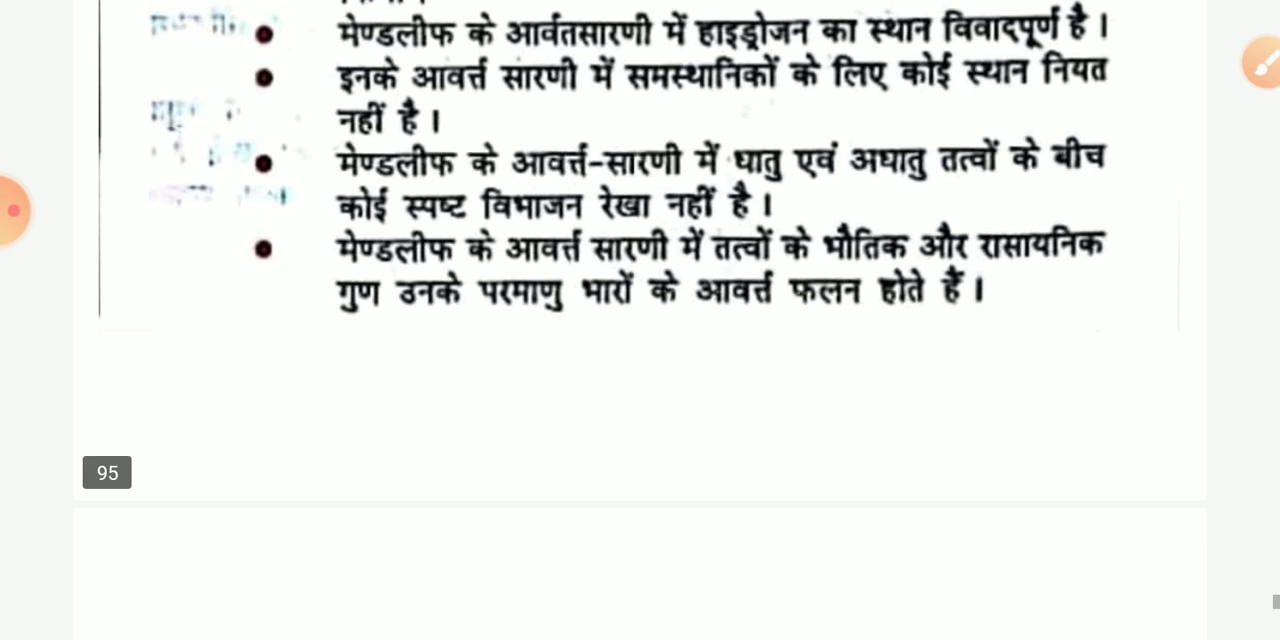 मेण्डलीफ के आर्वतसारणी में हाइड्रोजन का स्थान विवादपूर्ण है ।
इनके आवर्त्त सारणी में समस्थानिकों के लिए कोई स्थान नियत
नहीं है ।
मेण्डलीफ के आवर्त्त-सारणी में धातु एवं अधातु तत्वों के बीच
कोई स्पष्ट विभाजन रेखा नहीं है ।
मेण्डलीफ के आवर्त्त सारणी में तत्वों के भौतिक और रासायनिक
गुण उनके परमाणु भारों के आवर्त्त फलन होते हैं ।
95